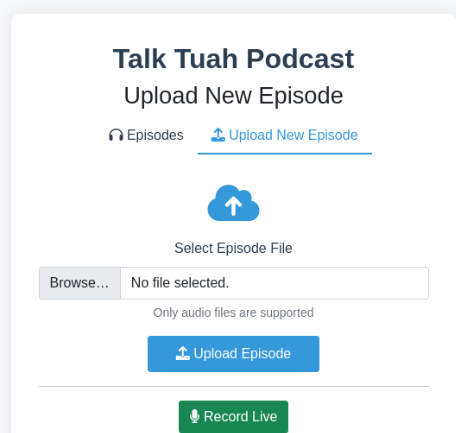 Talk Tuah Podcast
Upload New Episode
Episodes Upload New Episode
Select Episode File
Browse… No file selected.
Only audio files are supported
Upload Episode
Record Live